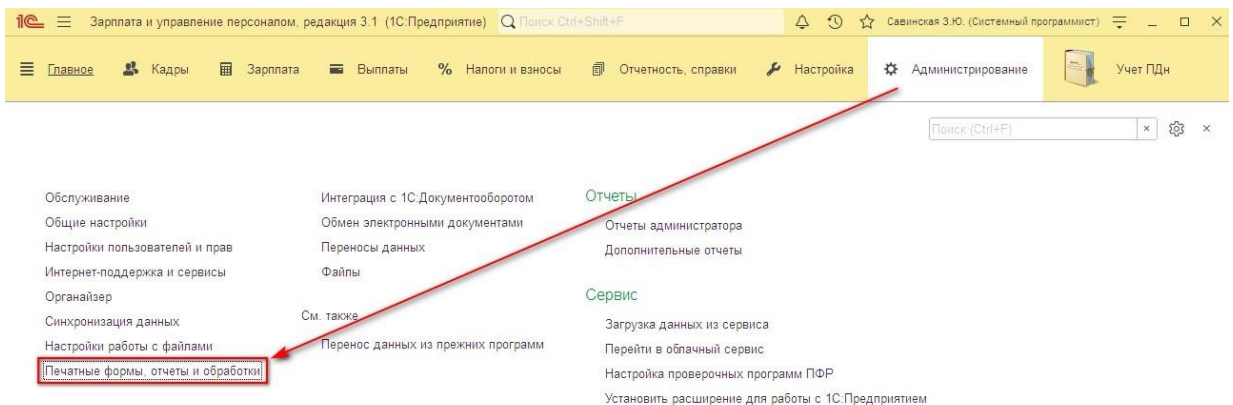 1С Зарплата и управление персоналом, редакция 3.1 (1С:Предприятие) Поиск Ctrl+Shift+F Савинская З.Ю. (Системный программист)
Главное Кадры Зарплата Выплаты % Налоги и взносы Отчетность, справки Настройка Администрирование Учет ПДн
Поиск (Ctrl+F)
Обслуживание
Общие настройки
Настройки пользователей и прав
Интернет-поддержка и сервисы
Органайзер
Синхронизация данных
Настройки работы с файлами
Печатные формы, отчеты и обработки
Интеграция с 1С:Документооборотом
Обмен электронными документами
Переносы данных
Файлы
См. также
Перенос данных из прежних программ
Отчеты
Отчеты администратора
Дополнительные отчеты
Сервис
Загрузка данных из сервиса
Перейти в облачный сервис
Настройка проверочных программ ПФР
Установить расширение для работы с 1С:Предприятием